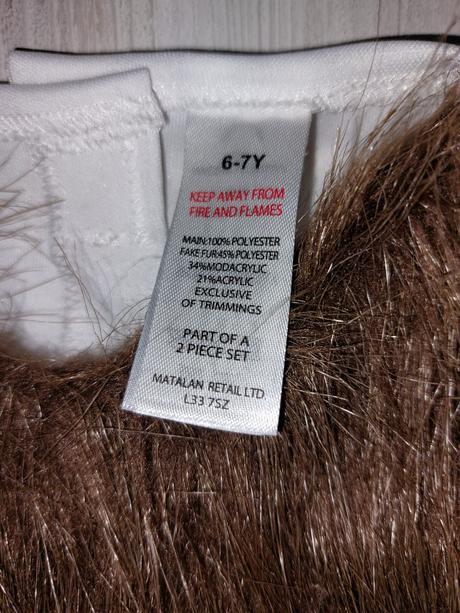 6-7Y
KEEP AWAY FROM
FIRE AND FLAMES
MAIN:100% POLYESTER
FAKE FUR:45% POLYESTER
34%MODACRYLIC
21%ACRYLIC
EXCLUSIVE
OF TRIMMINGS
PART OF A
2 PIECE SET
MATALAN RETAIL LTD
L33 7SZ